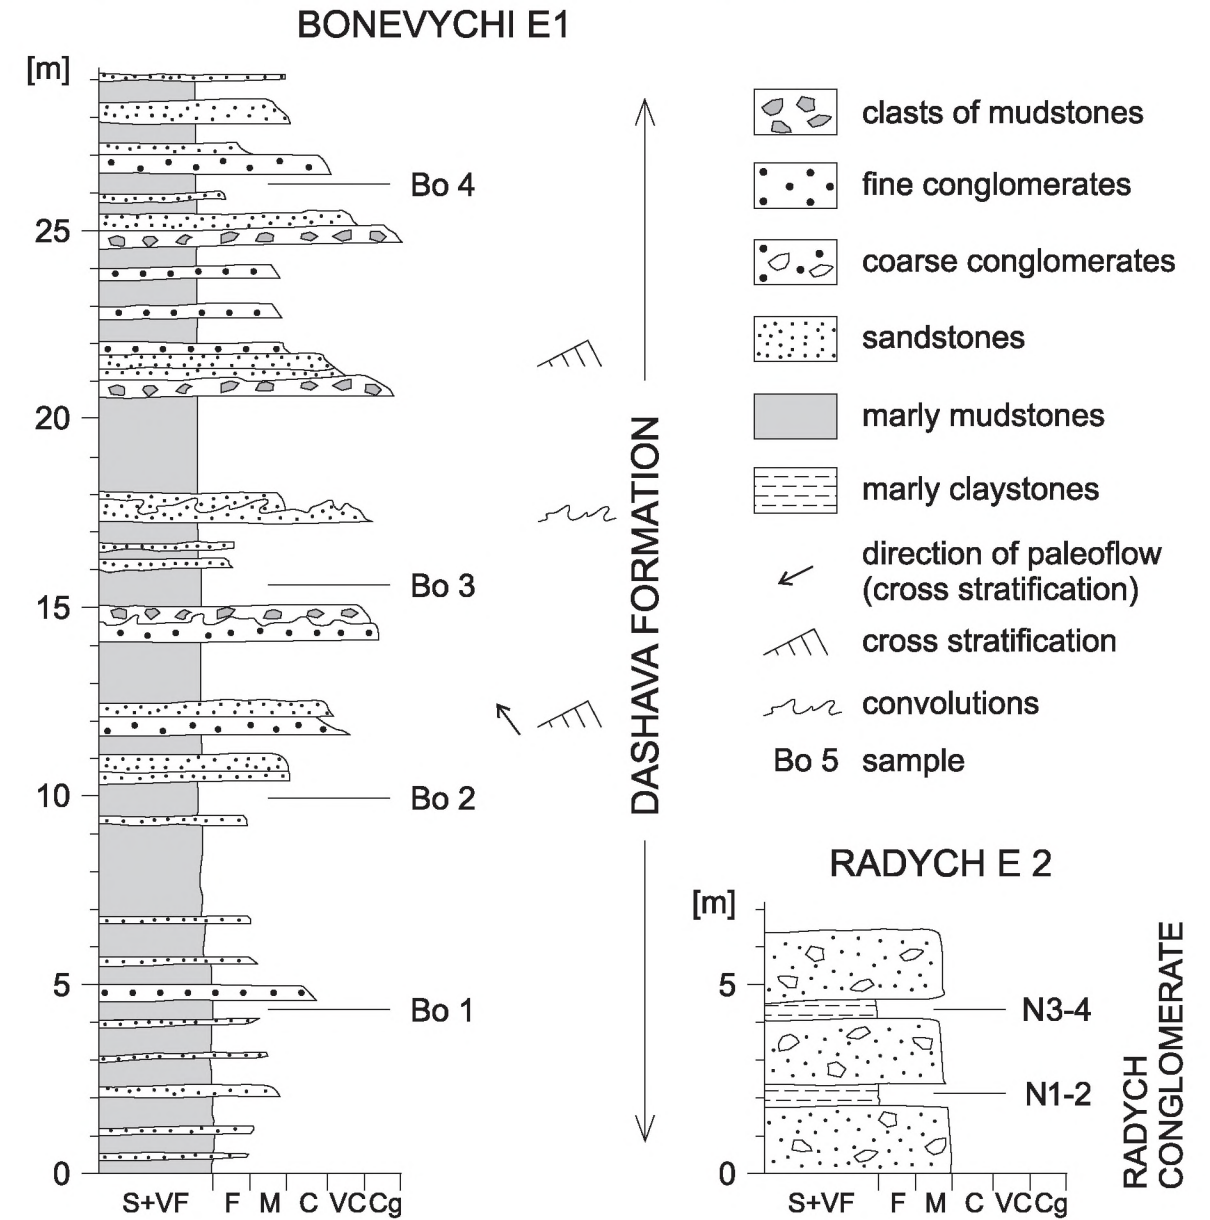 BONEVYCHI E1
[m]
25
20
15
10
5
0
Bo 4
Bo 3
Bo 2
Bo 1
S+VF F M C VC Cg
DASHAVA FORMATION
clasts of mudstones
fine conglomerates
coarse conglomerates
sandstones
marly mudstones
marly claystones
direction of paleoflow
(cross stratification)
cross stratification
convolutions
Bo 5 sample
RADYCH E 2
[m]
5
0
N3-4
N1-2
S+VF F M C VC Cg
RADYCH
CONGLOMERATE